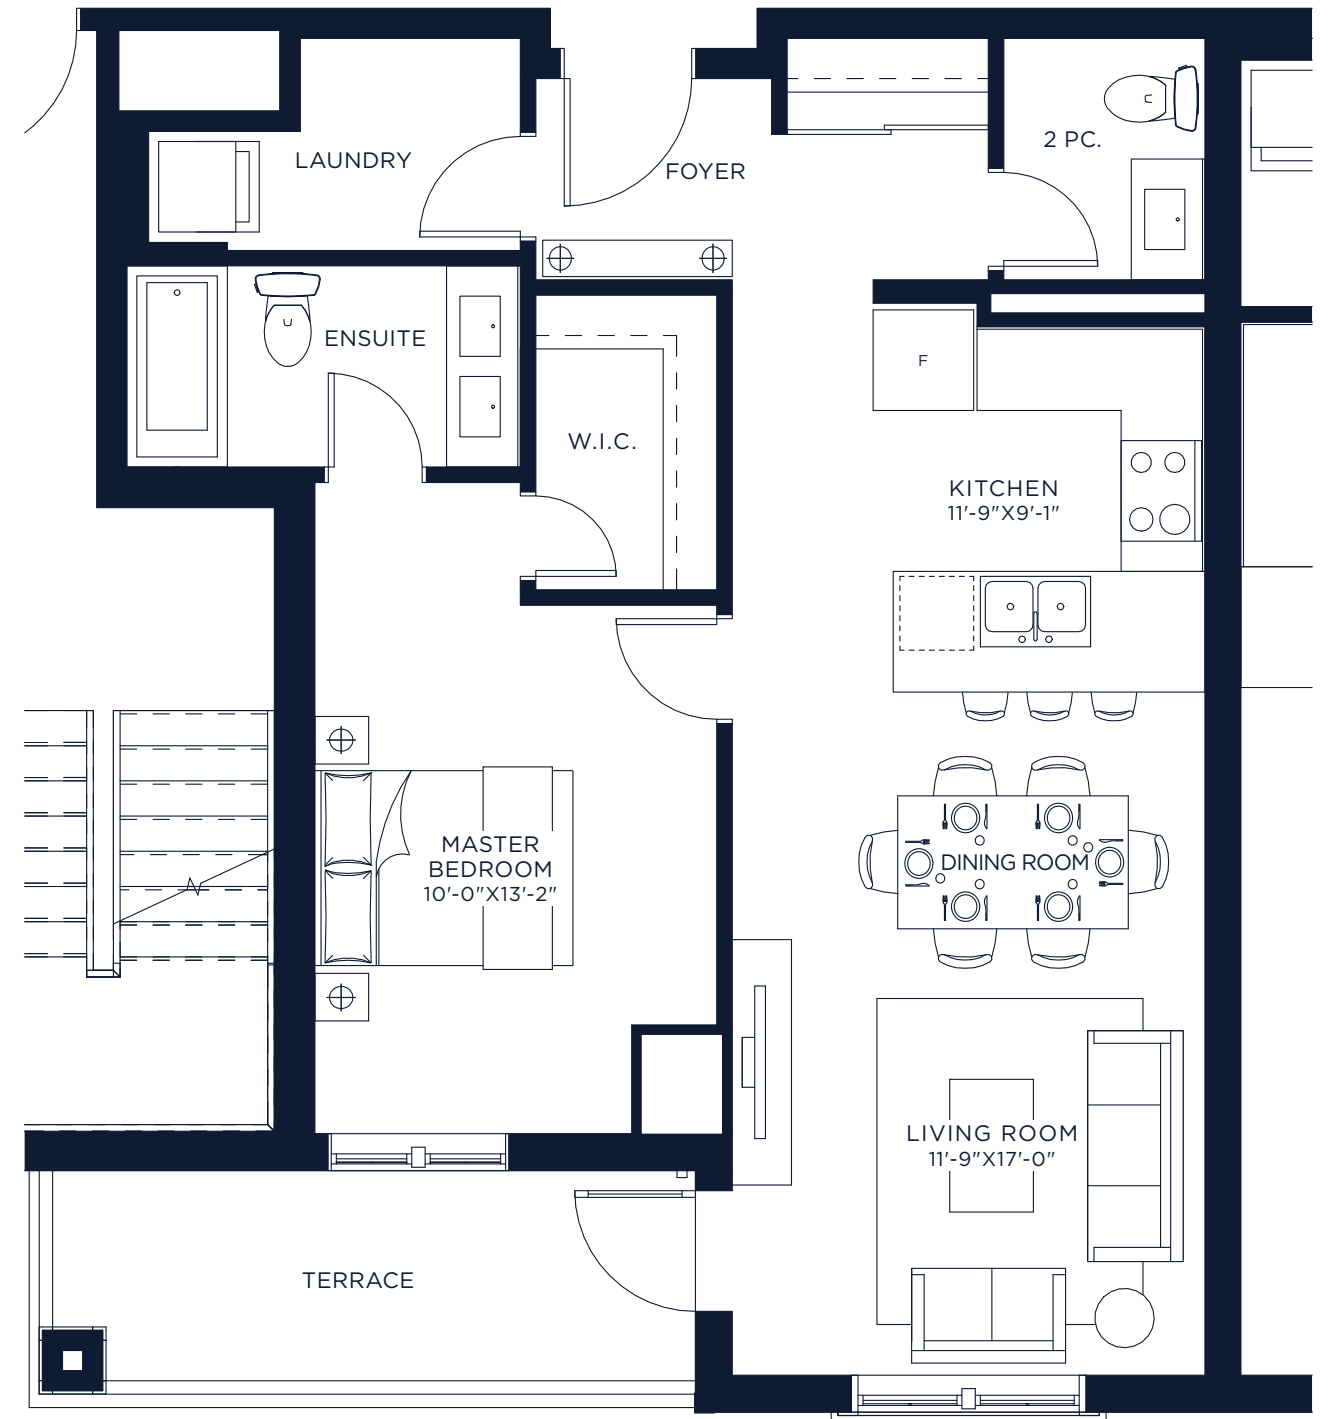 LAUNDRY
FOYER
2 PC.
ENSUITE
F
W.I.C.
KITCHEN
11'-9"X9'-1"
MASTER
BEDROOM
10'-0"X13'-2"
DINING ROOM
LIVING ROOM
11'-9"X17'-0"
TERRACE